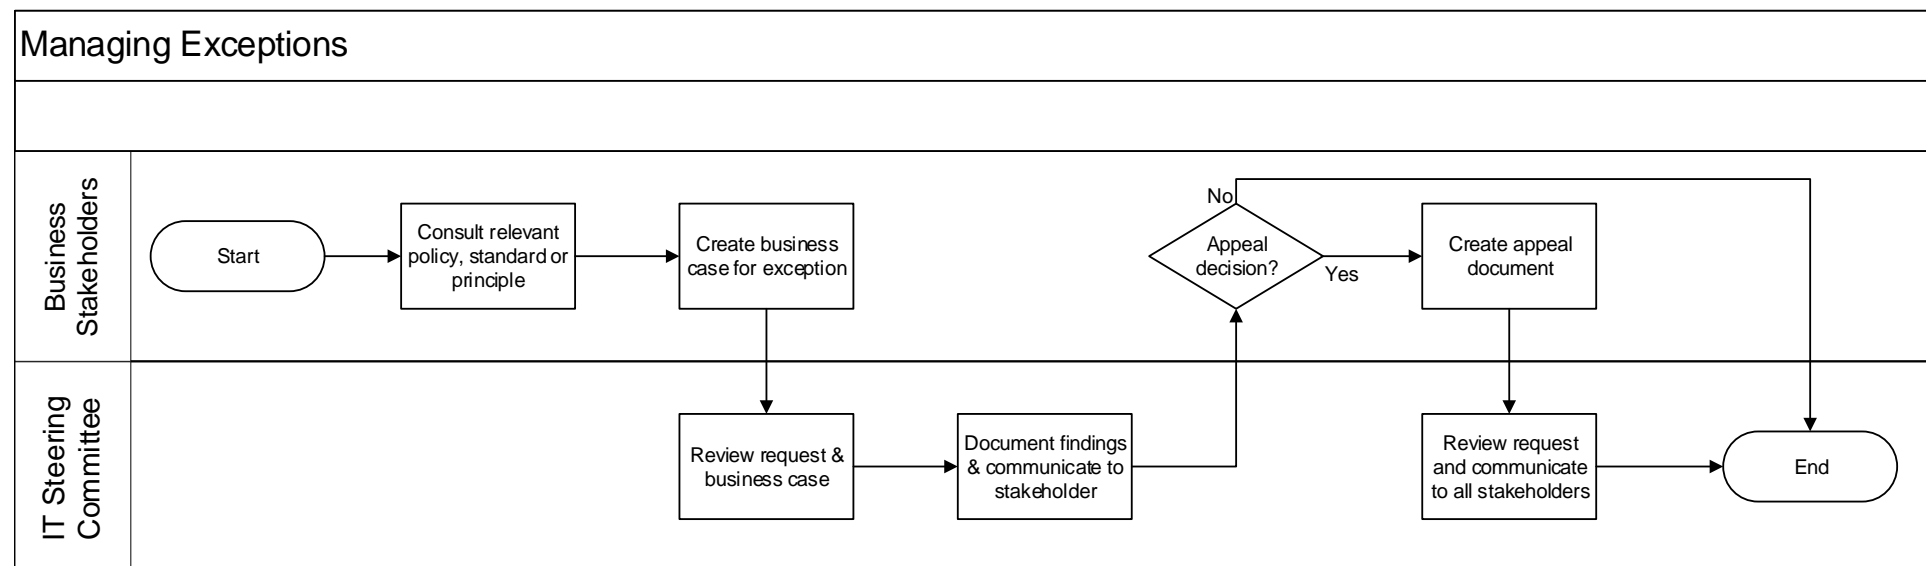 Managing Exceptions
Business
Stakeholders
Start
Consult relevant
policy, standard or
principle
Create business
case for exception
No
Appeal
decision?
Yes
Create appeal
document
IT Steering
Committee
Review request &
business case
Document findings
& communicate to
stakeholder
Review request
and communicate
to all stakeholders
End